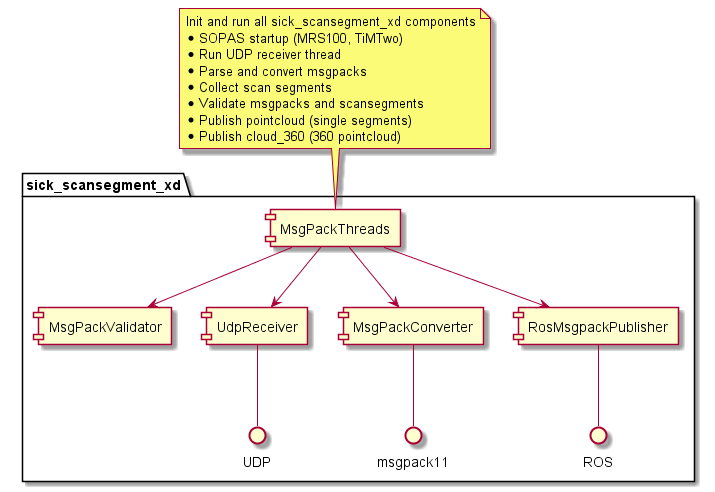 Init and run all sick_scansegment_xd components
• SOPAS startup (MRS100, TiMTwo)
• Run UDP receiver thread
• Parse and convert msgpacks
• Collect scan segments
• Validate msgpacks and scansegments
• Publish pointcloud (single segments)
• Publish cloud_360 (360 pointcloud)
sick_scansegment_xd
MsgPackThreads
MsgPackValidator
UdpReceiver
MsgPackConverter
RosMsgpackPublisher
UDP
msgpack11
ROS